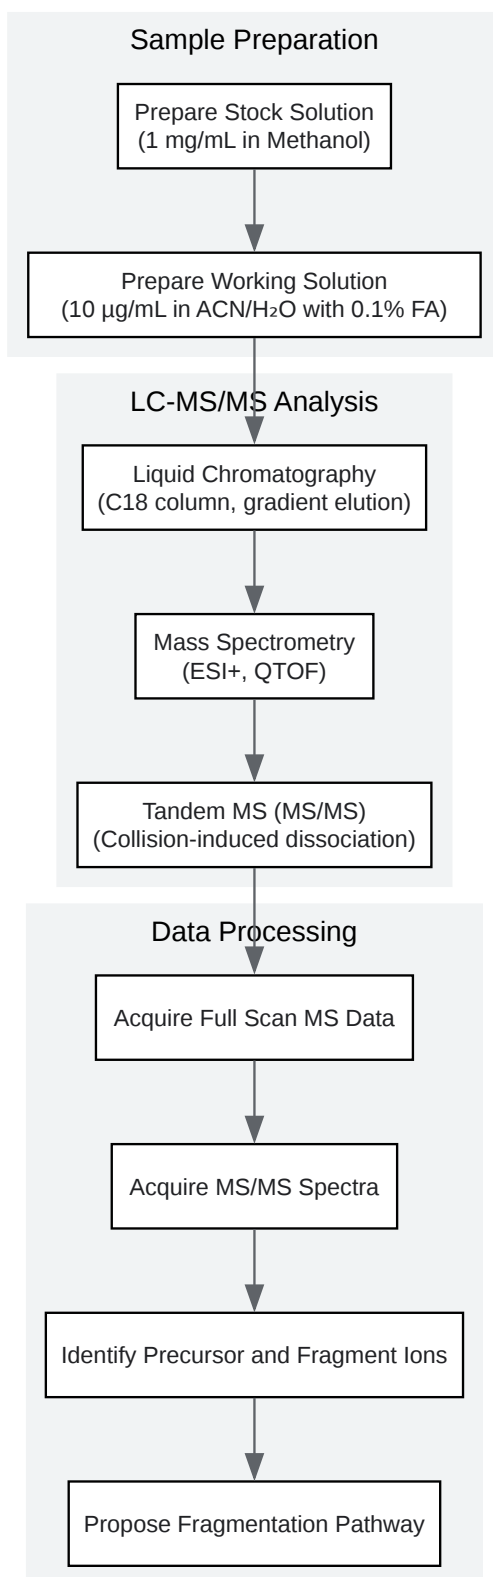 Sample Preparation
Prepare Stock Solution
(1 mg/mL in Methanol)
Prepare Working Solution
(10 µg/mL in ACN/H₂O with 0.1% FA)
LC-MS/MS Analysis
Liquid Chromatography
(C18 column, gradient elution)
Mass Spectrometry
(ESI+, QTOF)
Tandem MS (MS/MS)
(Collision-induced dissociation)
Data Processing
Acquire Full Scan MS Data
Acquire MS/MS Spectra
Identify Precursor and Fragment Ions
Propose Fragmentation Pathway